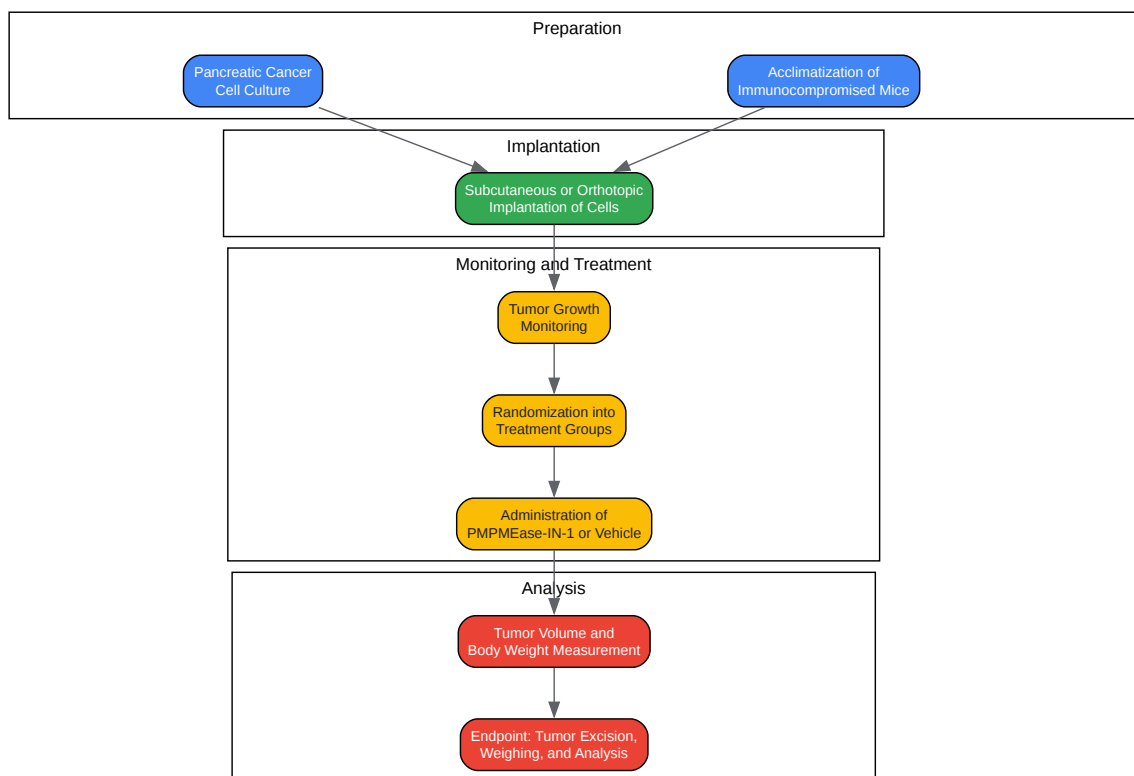 Preparation
Pancreatic Cancer
Cell Culture
Acclimatization of
Immunocompromised Mice
Implantation
Subcutaneous or Orthotopic
Implantation of Cells
Monitoring and Treatment
Tumor Growth
Monitoring
Randomization into
Treatment Groups
Administration of
PMPMEase-IN-1 or Vehicle
Analysis
Tumor Volume and
Body Weight Measurement
Endpoint: Tumor Excision,
Weighing, and Analysis